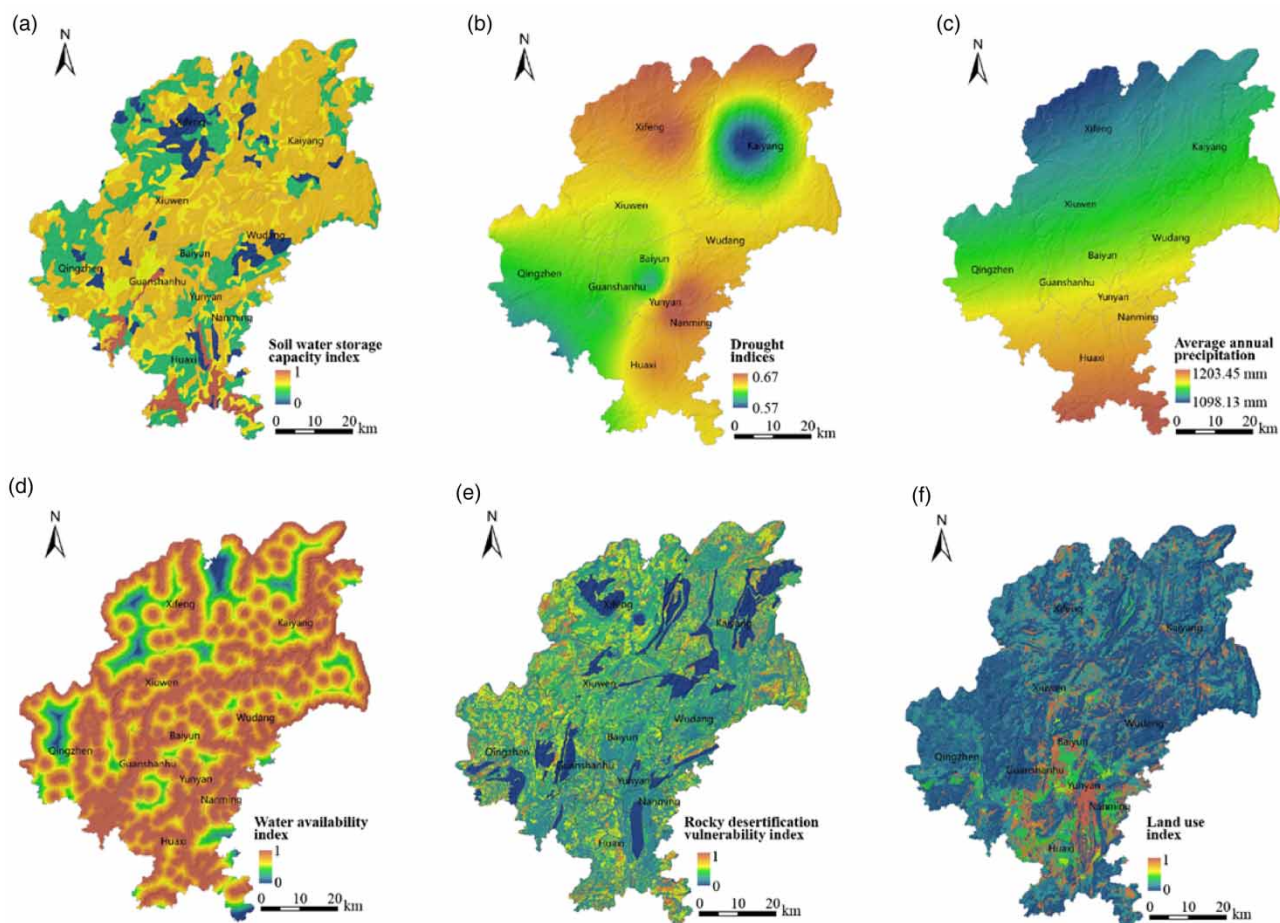 (a)
N
Xifeng
Kaiyang
Xiuwen
Wudang
Baiyun
Qingzhen
Guanshanhu
Yunyan
Nanming
Huaxi
Soil water storage
capacity index
1
0
0 10 20
km
(b)
N
Xifeng
Kaiyang
Xiuwen
Wudang
Baiyun
Qingzhen
Guanshanhu
Yunyan
Nanming
Huaxi
Drought
indices
0.67
0.57
0 10 20
km
(c)
N
Xifeng
Kaiyang
Xiuwen
Wudang
Baiyun
Qingzhen
Guanshanhu
Yunyan
Nanming
Huaxi
Average annual
precipitation
1203.45 mm
1098.13 mm
0 10 20
km
(d)
N
Xifeng
Kaiyang
Xiuwen
Wudang
Baiyun
Qingzhen
Guanshanhu
Yunyan
Nanming
Huaxi
Water availability
index
1
0
0 10 20
km
(e)
N
Xifeng
Kaiyang
Xiuwen
Wudang
Baiyun
Qingzhen
Guanshanhu
Yunyan
Nanming
Huaxi
Rocky desertification
vulnerability index
1
0
0 10 20
km
(f)
N
Xifeng
Kaiyang
Xiuwen
Wudang
Baiyun
Qingzhen
Guanshanhu
Yunyan
Nanming
Huaxi
Land use
index
1
0
0 10 20
km